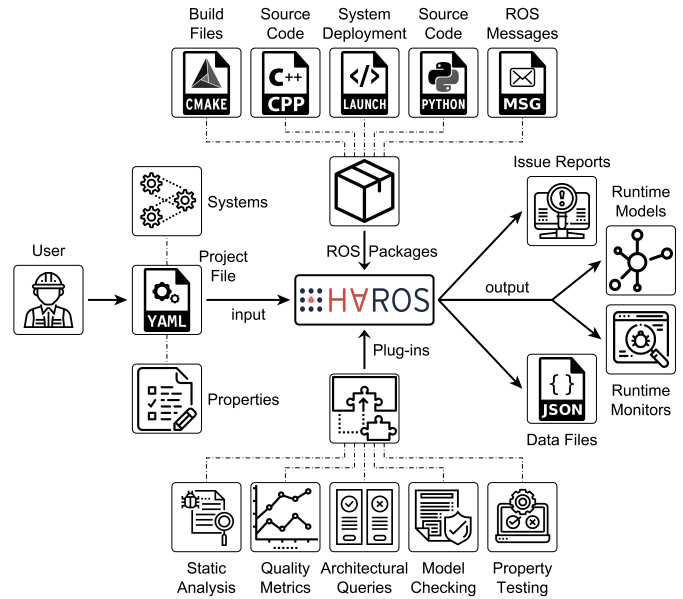 Build
Files
Source
Code
System
Deployment
Source
Code
ROS
Messages
CMAKE
C++
CPP
</>
LAUNCH
PYTHON
MSG
Issue Reports
Runtime
Models
Systems
User
Project
File
ROS Packages
YAML
input
HAROS
output
Plug-ins
Properties
{ }
JSON
Data Files
Runtime
Monitors
Static
Analysis
Quality
Metrics
Architectural
Queries
Model
Checking
Property
Testing